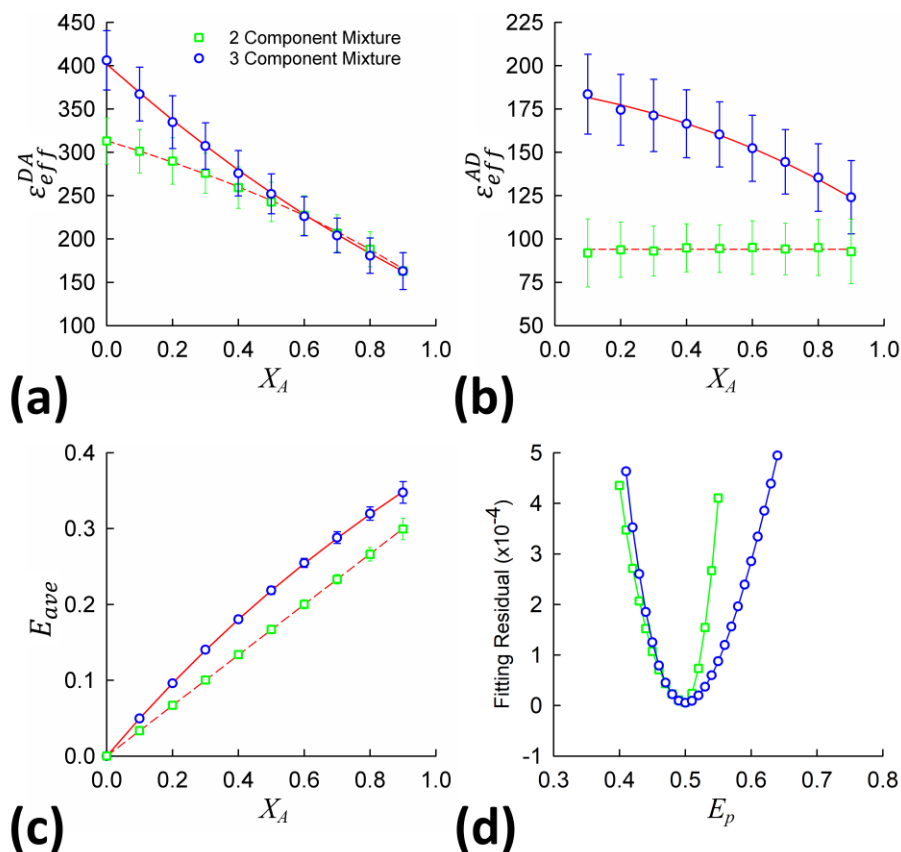 450
400
350
300
250
200
150
100
ε_eff^DA
2 Component Mixture
3 Component Mixture
0.0 0.2 0.4 0.6 0.8 1.0
X_A
(a)
225
200
175
150
125
100
75
50
ε_eff^AD
0.0 0.2 0.4 0.6 0.8 1.0
X_A
(b)
0.4
0.3
0.2
0.1
0.0
E_ave
0.0 0.2 0.4 0.6 0.8 1.0
X_A
(c)
5
4
3
2
1
0
-1
Fitting Residual (x10^-4)
0.3 0.4 0.5 0.6 0.7 0.8
E_p
(d)